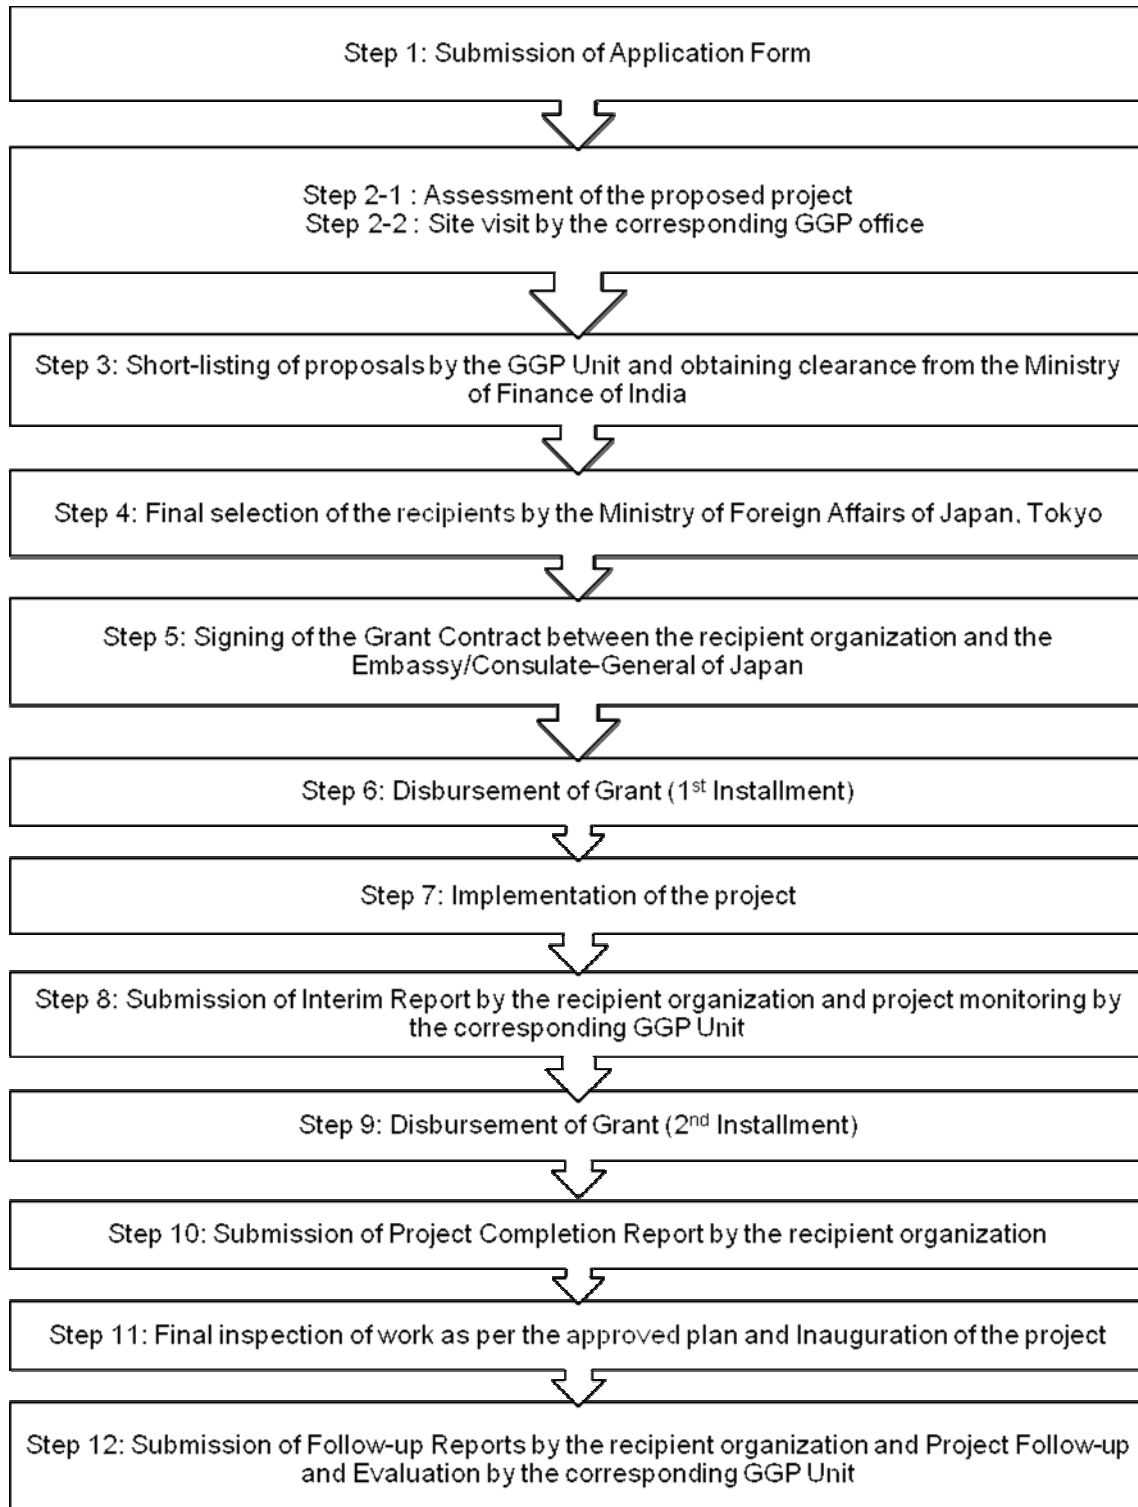 Step 1: Submission of Application Form
Step 2-1 : Assessment of the proposed project
Step 2-2 : Site visit by the corresponding GGP office
Step 3: Short-listing of proposals by the GGP Unit and obtaining clearance from the Ministry
of Finance of India
Step 4: Final selection of the recipients by the Ministry of Foreign Affairs of Japan, Tokyo
Step 5: Signing of the Grant Contract between the recipient organization and the
Embassy/Consulate-General of Japan
Step 6: Disbursement of Grant (1st Installment)
Step 7: Implementation of the project
Step 8: Submission of Interim Report by the recipient organization and project monitoring by
the corresponding GGP Unit
Step 9: Disbursement of Grant (2nd Installment)
Step 10: Submission of Project Completion Report by the recipient organization
Step 11: Final inspection of work as per the approved plan and Inauguration of the project
Step 12: Submission of Follow-up Reports by the recipient organization and Project Follow-up
and Evaluation by the corresponding GGP Unit